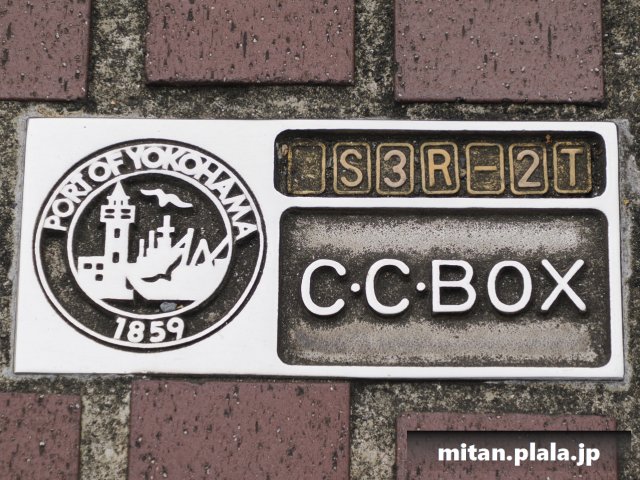 PORT OF YOKOHAMA
1859
S3R-2T
C·C·BOX
mitan.plala.jp